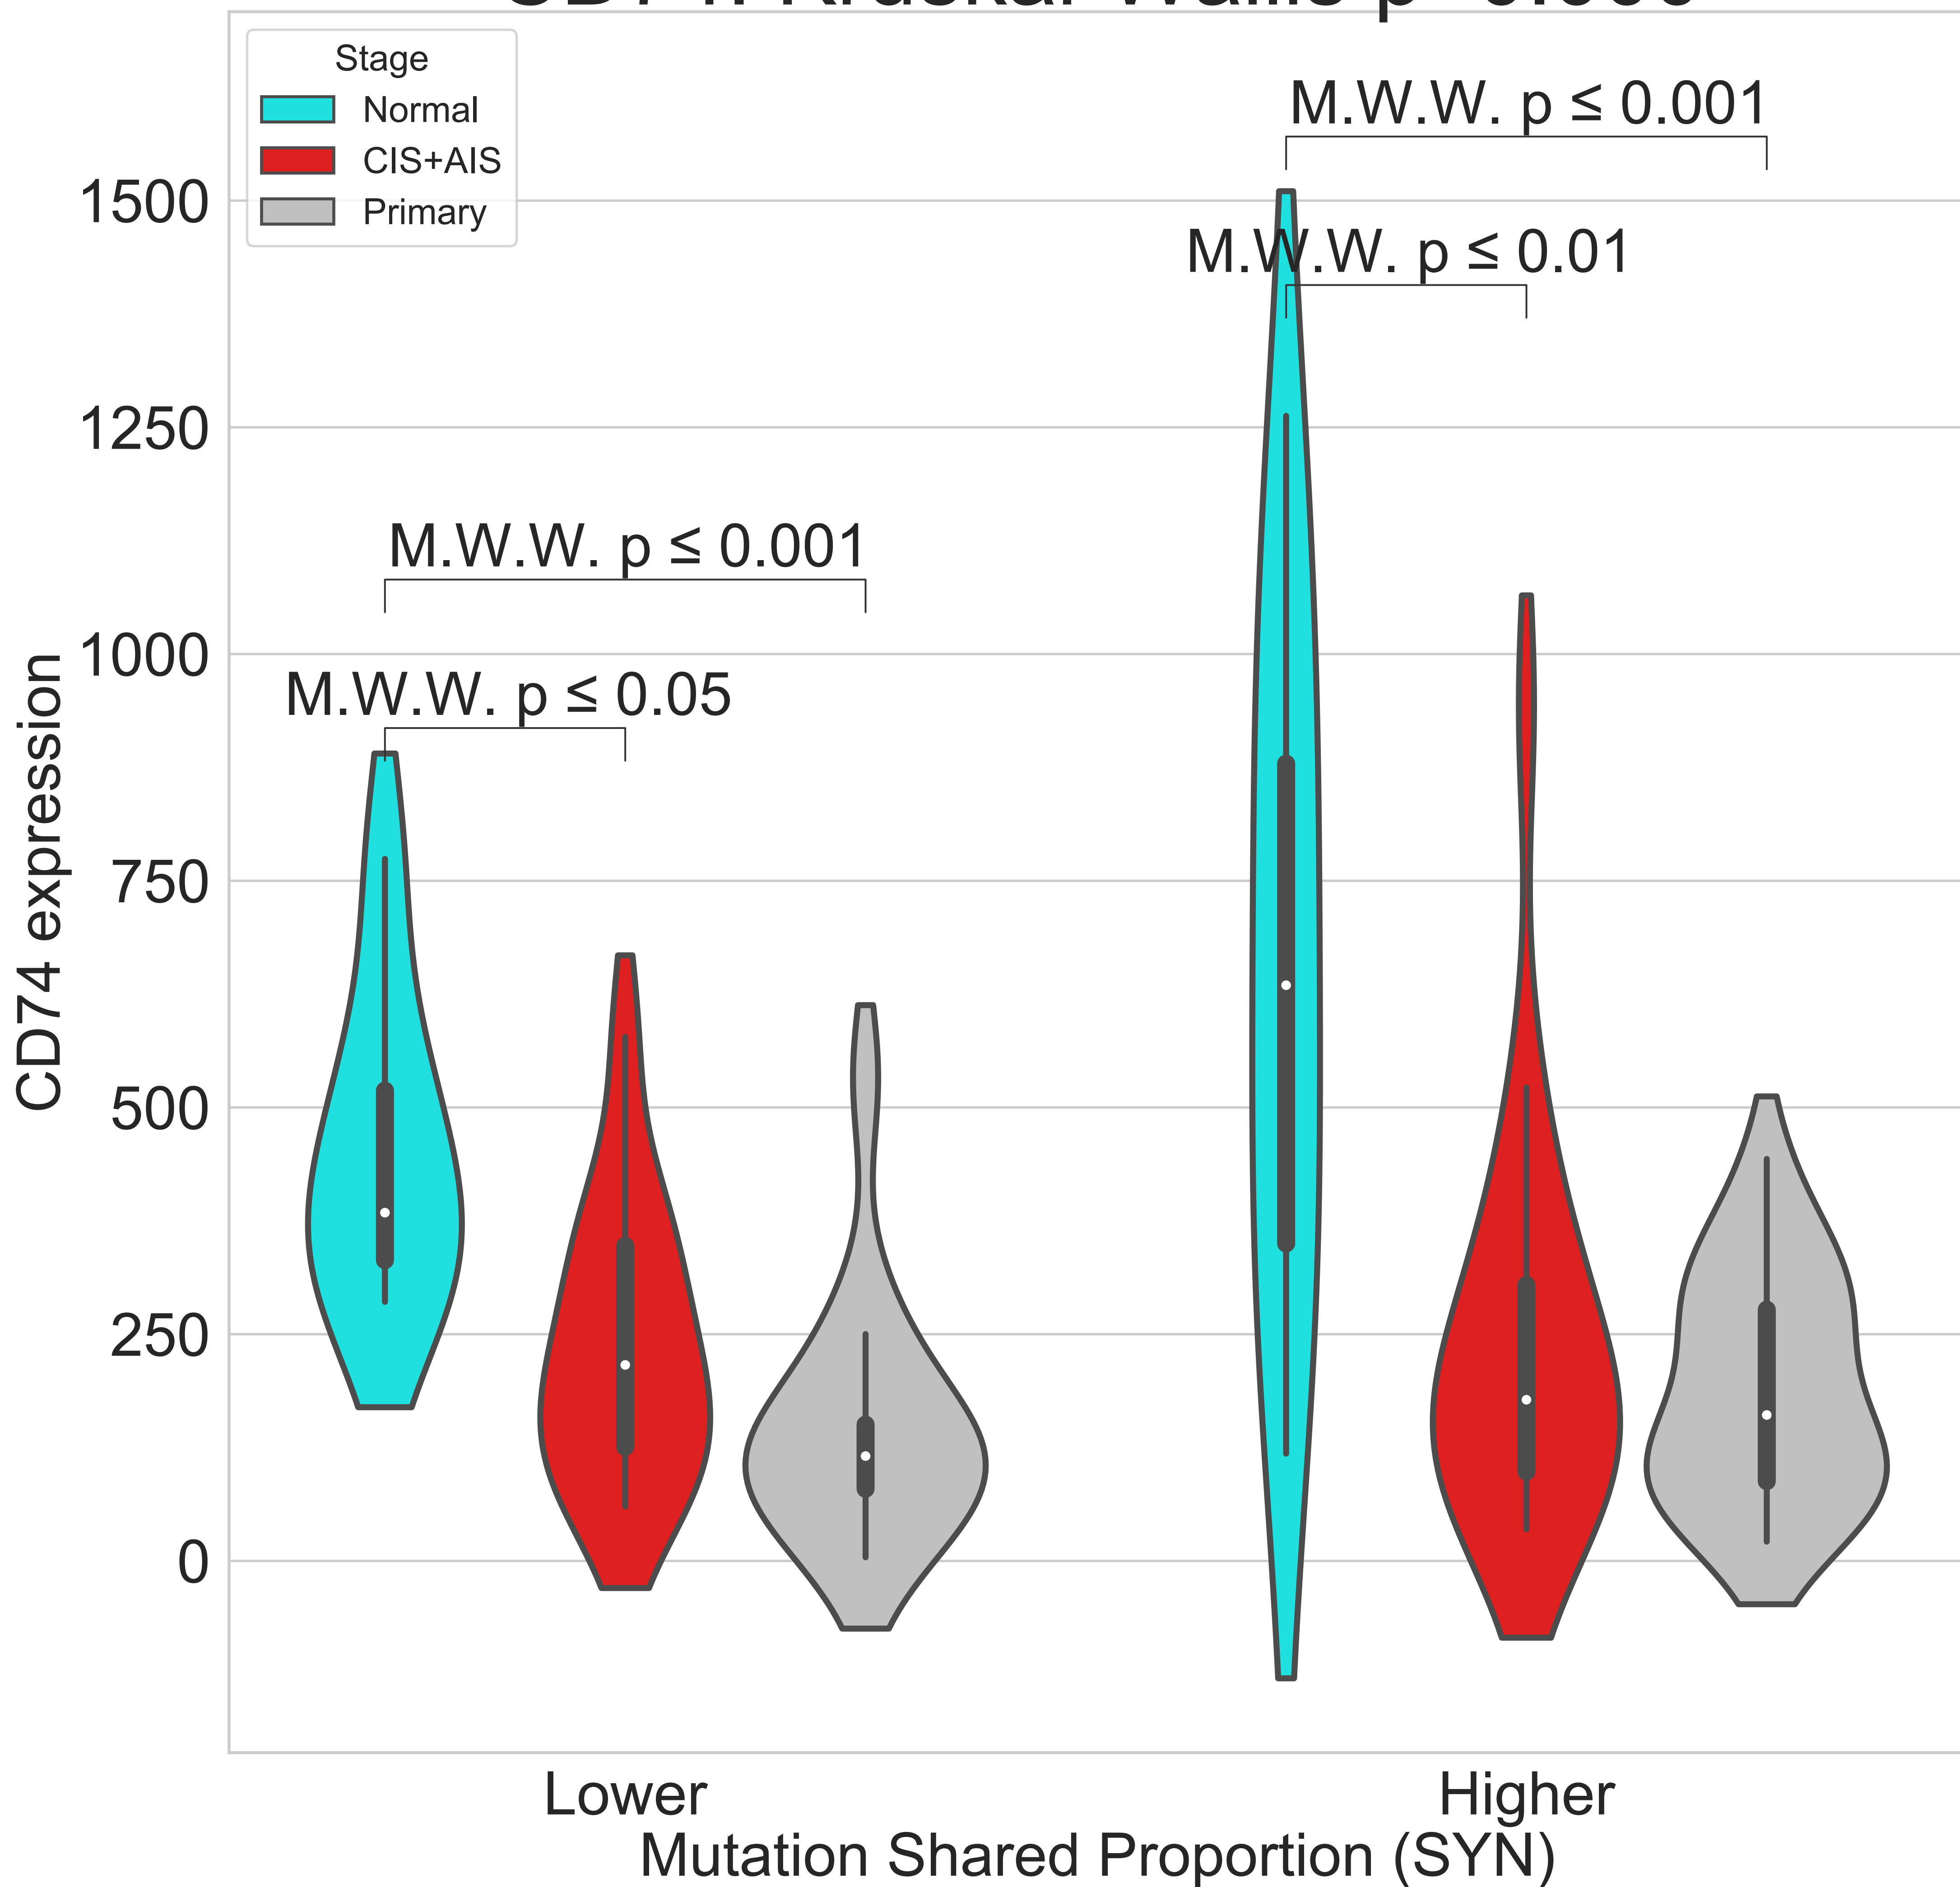 Stage
Normal
CIS+AIS
Primary
M.W.W. p ≤ 0.001
M.W.W. p ≤ 0.01
M.W.W. p ≤ 0.001
M.W.W. p ≤ 0.05
CD74 expression
1500
1250
1000
750
500
250
0
Lower
Higher
Mutation Shared Proportion (SYN)